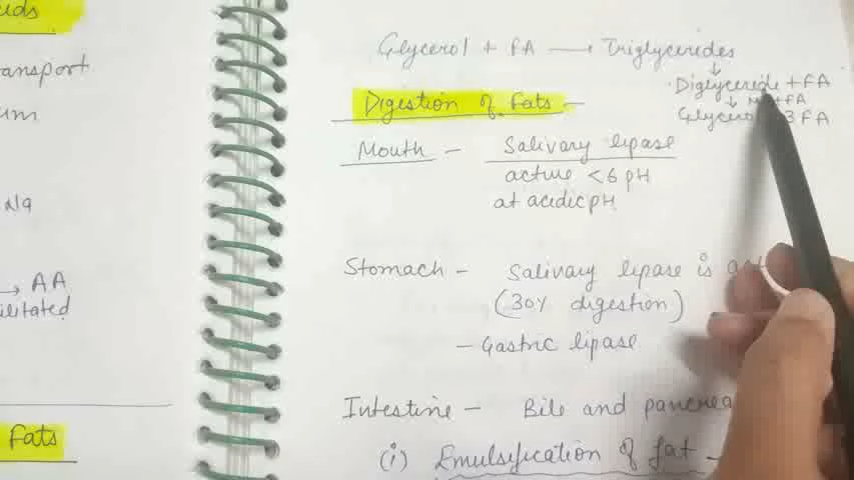 ansport
Na
→ AA
ilitated
Fats
Glycerol + FA → Triglycerides
↓
Diglyceride + FA
↓ + FA
3 FA
Digestion of Fats -
Mouth - Salivary lipase
active < 6 pH
at acidic pH
Stomach - Salivary lipase is
(30% digestion)
- Gastric lipase
Intestine - Bile and pancrea
(i) Emulsification of fat -